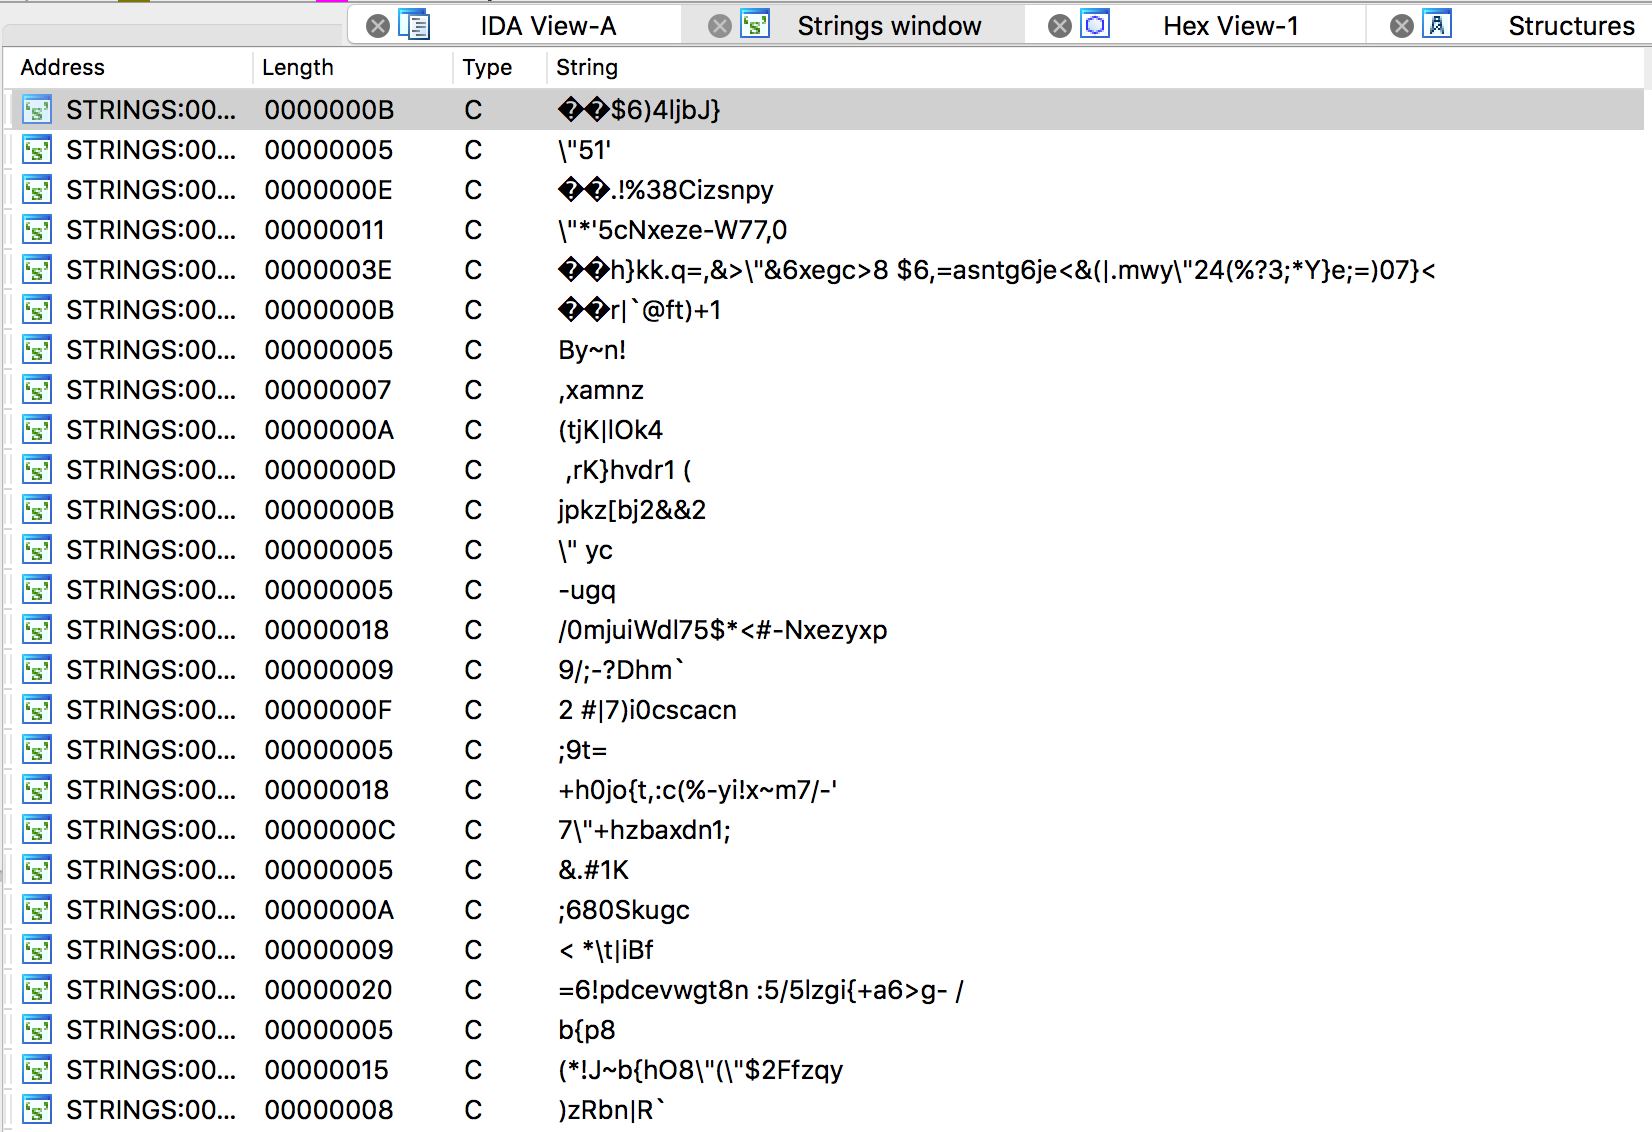 IDA View-A Strings window Hex View-1 Structures
Address Length Type String
STRINGS:00... 0000000B C ��$6)4ljbJ}
STRINGS:00... 00000005 C \"51'
STRINGS:00... 0000000E C ��.!%38Cizsnpy
STRINGS:00... 00000011 C \"*'5cNxeze-W77,0
STRINGS:00... 0000003E C ��h}kk.q=,&>\"&6xegc>8 $6,=asntg6je<&(|.mwy\"24(%?3;*Y}e;=)07}<
STRINGS:00... 0000000B C ��r|`@ft)+1
STRINGS:00... 00000005 C By~n!
STRINGS:00... 00000007 C ,xamnz
STRINGS:00... 0000000A C (tjK|lOk4
STRINGS:00... 0000000D C ,rK}hvdr1 (
STRINGS:00... 0000000B C jpkz[bj2&&2
STRINGS:00... 00000005 C \" yc
STRINGS:00... 00000005 C -ugq
STRINGS:00... 00000018 C /0mjuiWdl75$*<#-Nxezyxp
STRINGS:00... 00000009 C 9/;-?Dhm`
STRINGS:00... 0000000F C 2 #|7)i0cscacn
STRINGS:00... 00000005 C ;9t=
STRINGS:00... 00000018 C +h0jo{t,:c(%-yi!x~m7/-'
STRINGS:00... 0000000C C 7\"+hzbaxdn1;
STRINGS:00... 00000005 C &.#1K
STRINGS:00... 0000000A C ;680Skugc
STRINGS:00... 00000009 C < *\t|iBf
STRINGS:00... 00000020 C =6!pdcevwgt8n :5/5lzgi{+a6>g- /
STRINGS:00... 00000005 C b{p8
STRINGS:00... 00000015 C (*!J~b{hO8\"(\"$2Ffzqy
STRINGS:00... 00000008 C )zRbn|R`